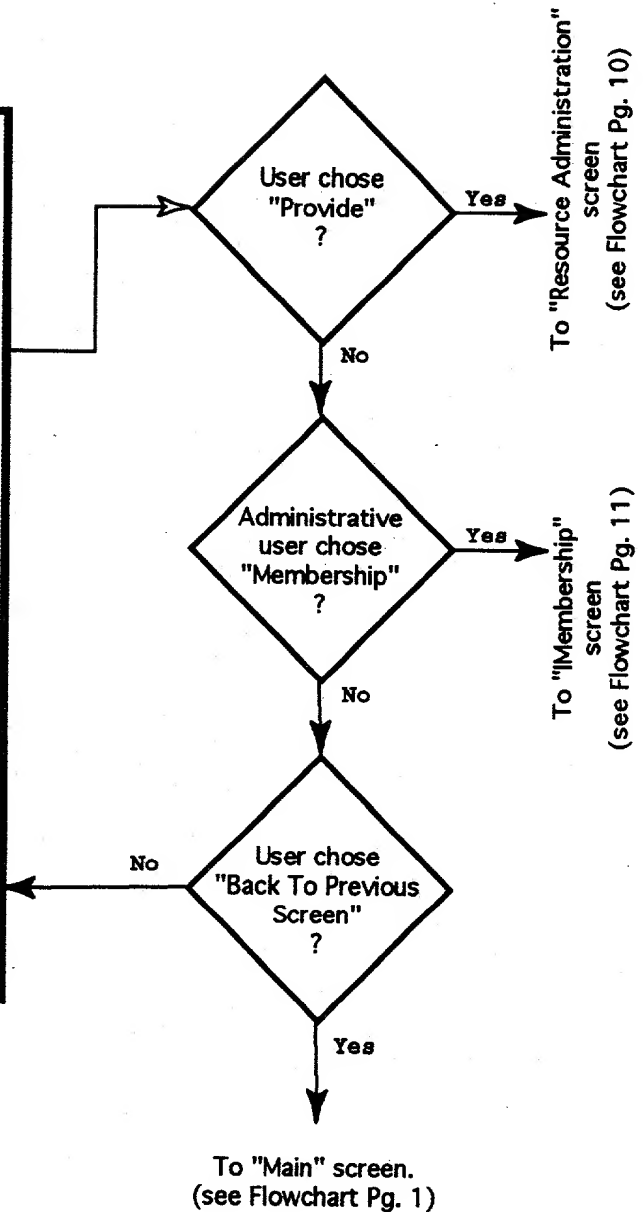 User chose
"Provide"
?
Yes
To "Resource Administration"
screen
(see Flowchart Pg. 10)
No
Administrative
user chose
"Membership"
?
Yes
To "IMembership"
screen
(see Flowchart Pg. 11)
No
User chose
"Back To Previous
Screen"
?
No
Yes
To "Main" screen.
(see Flowchart Pg. 1)